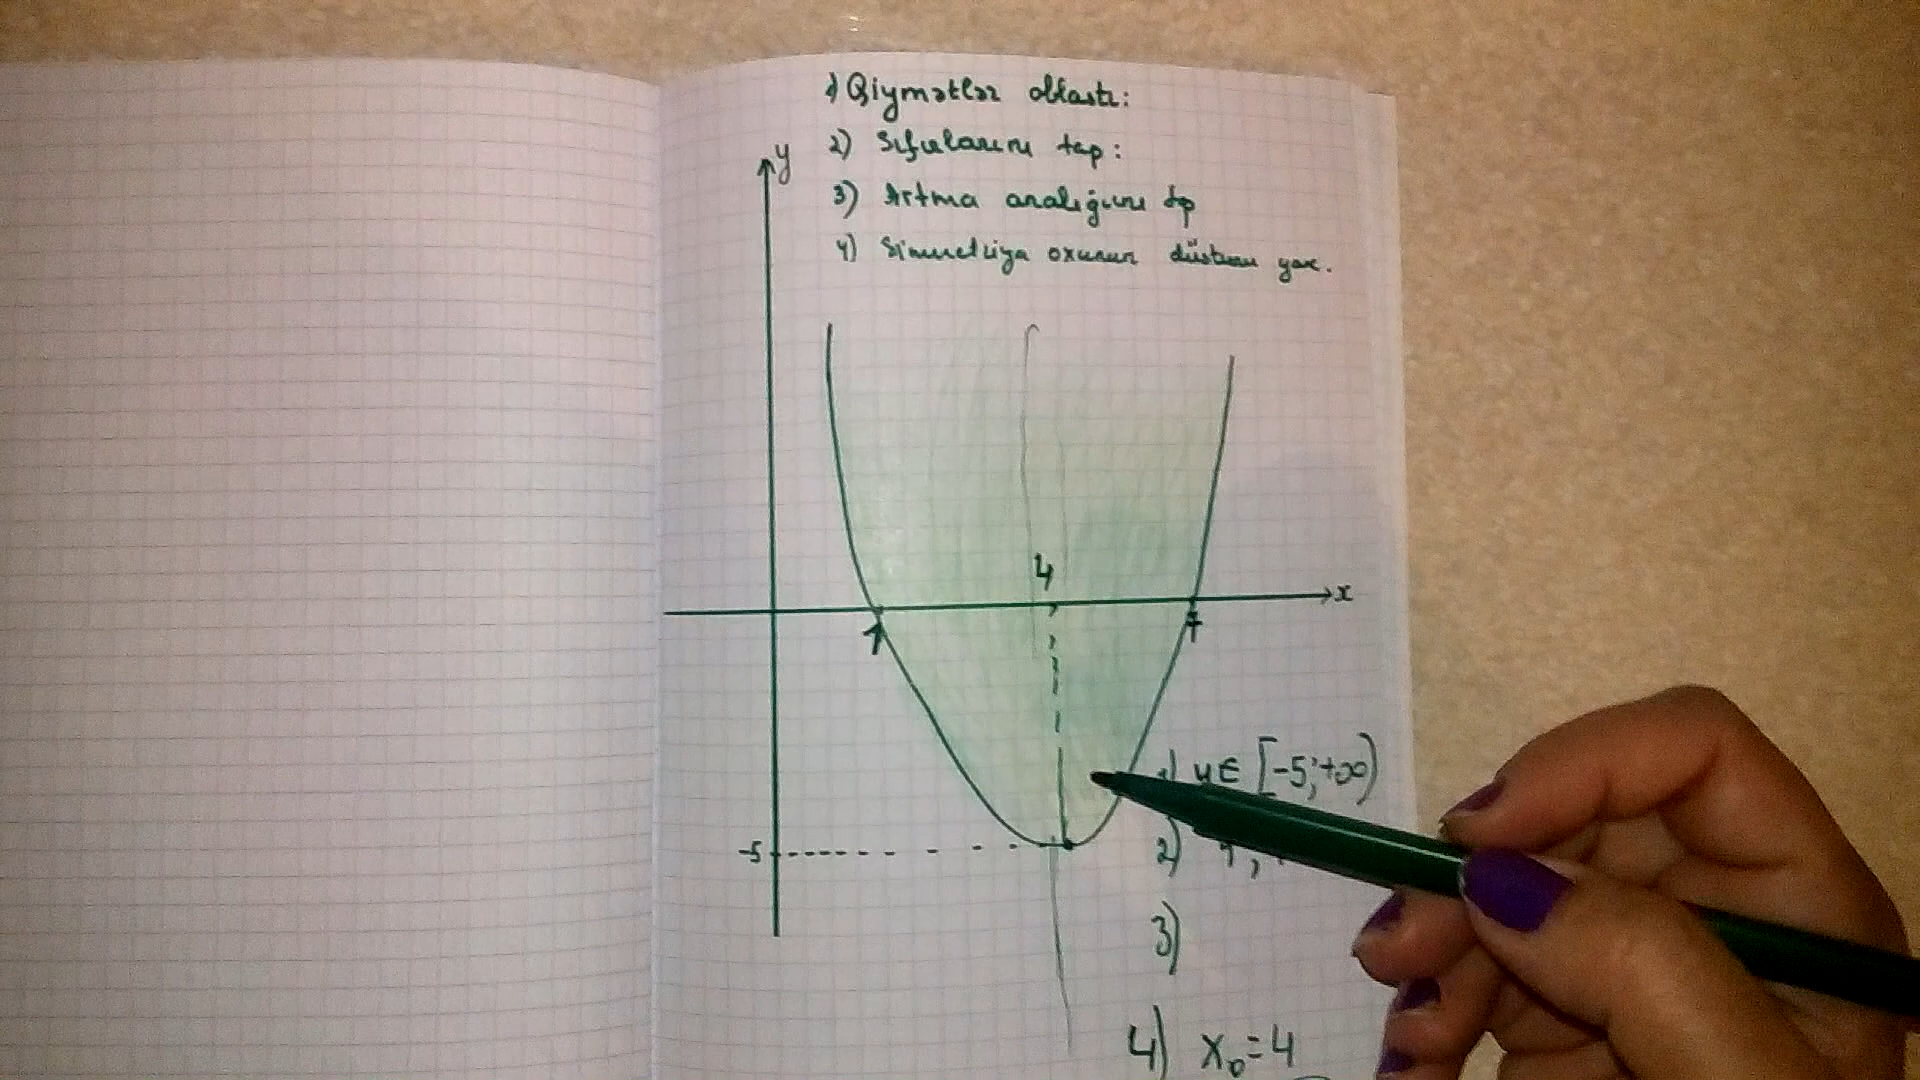 1) Qiymətlər oblastı:
2) Sıfırlarını tap:
3) Artma aralığını tap
4) Simmetriya oxunun düsturunu yaz.
y
4
x
1
7
-5
1) y∈ [-5;+∞)
2) 1,
3)
4) x₀=4